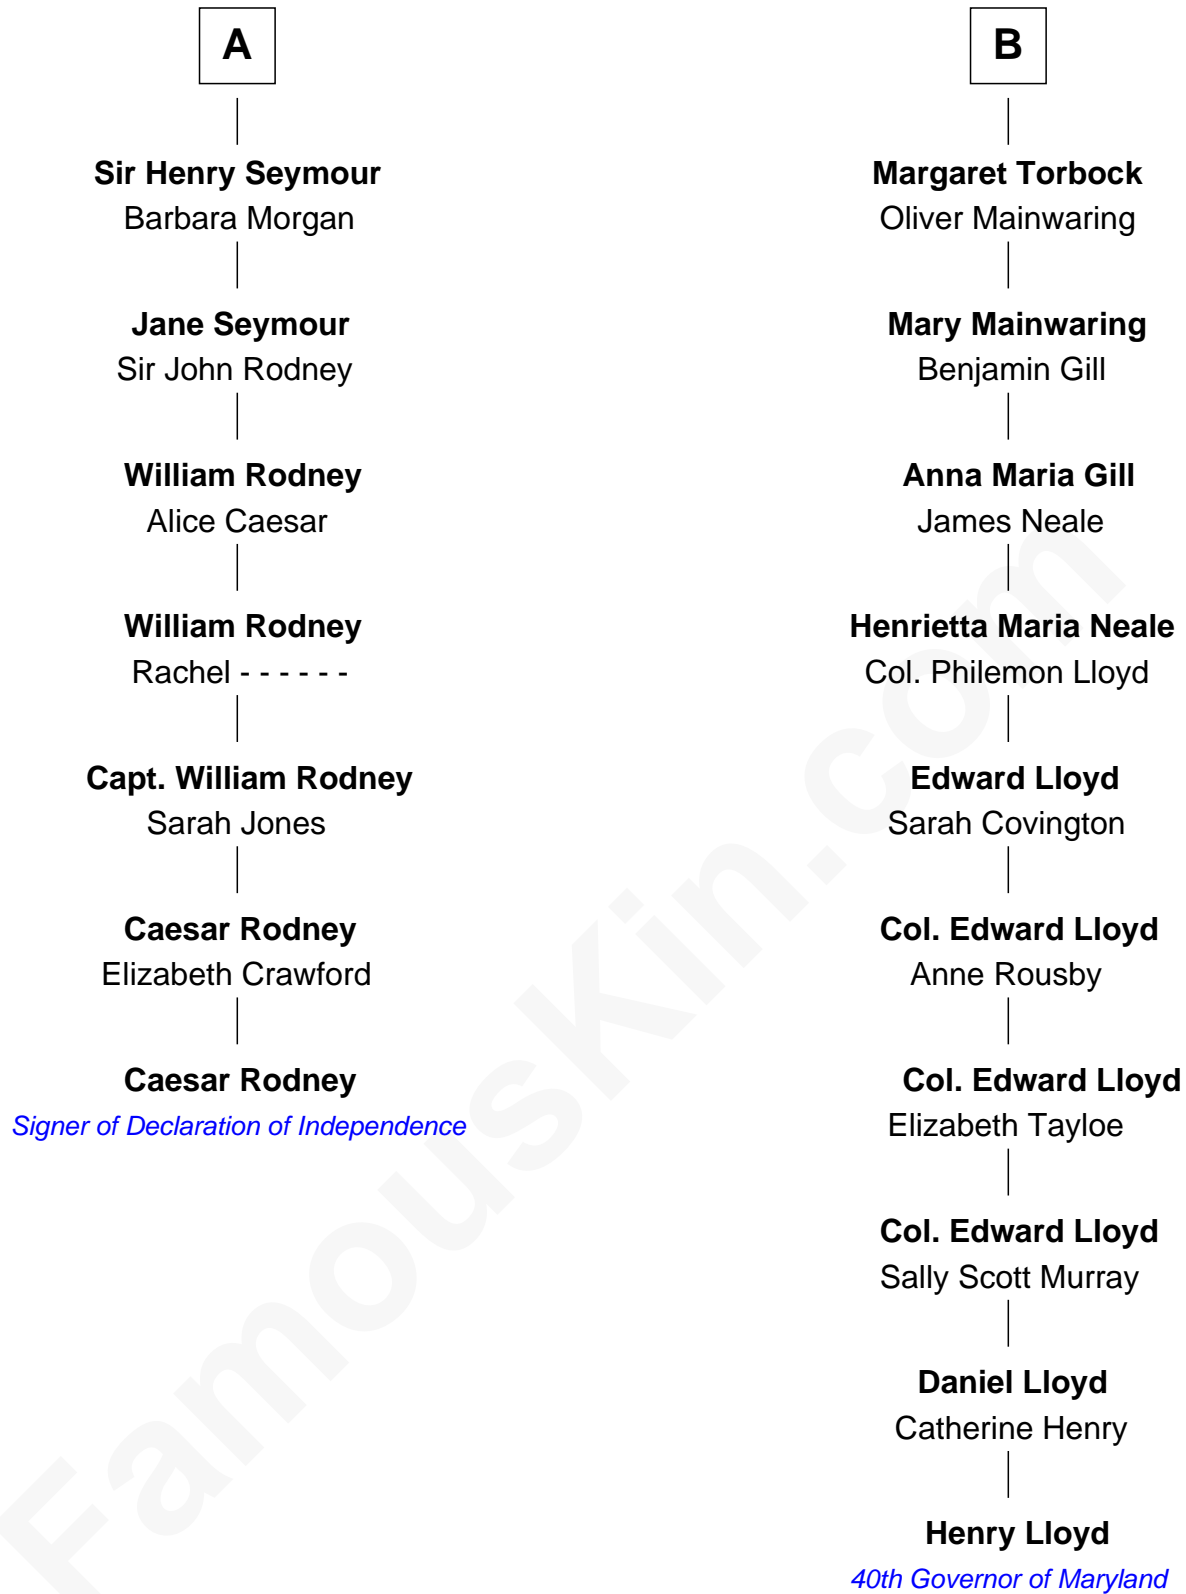 A
Sir Henry Seymour
Barbara Morgan
Jane Seymour
Sir John Rodney
William Rodney
Alice Caesar
William Rodney
Rachel - - - - - -
Capt. William Rodney
Sarah Jones
Caesar Rodney
Elizabeth Crawford
Caesar Rodney
Signer of Declaration of Independence
B
Margaret Torbock
Oliver Mainwaring
Mary Mainwaring
Benjamin Gill
Anna Maria Gill
James Neale
Henrietta Maria Neale
Col. Philemon Lloyd
Edward Lloyd
Sarah Covington
Col. Edward Lloyd
Anne Rousby
Col. Edward Lloyd
Elizabeth Tayloe
Col. Edward Lloyd
Sally Scott Murray
Daniel Lloyd
Catherine Henry
Henry Lloyd
40th Governor of Maryland
FamousKin.com